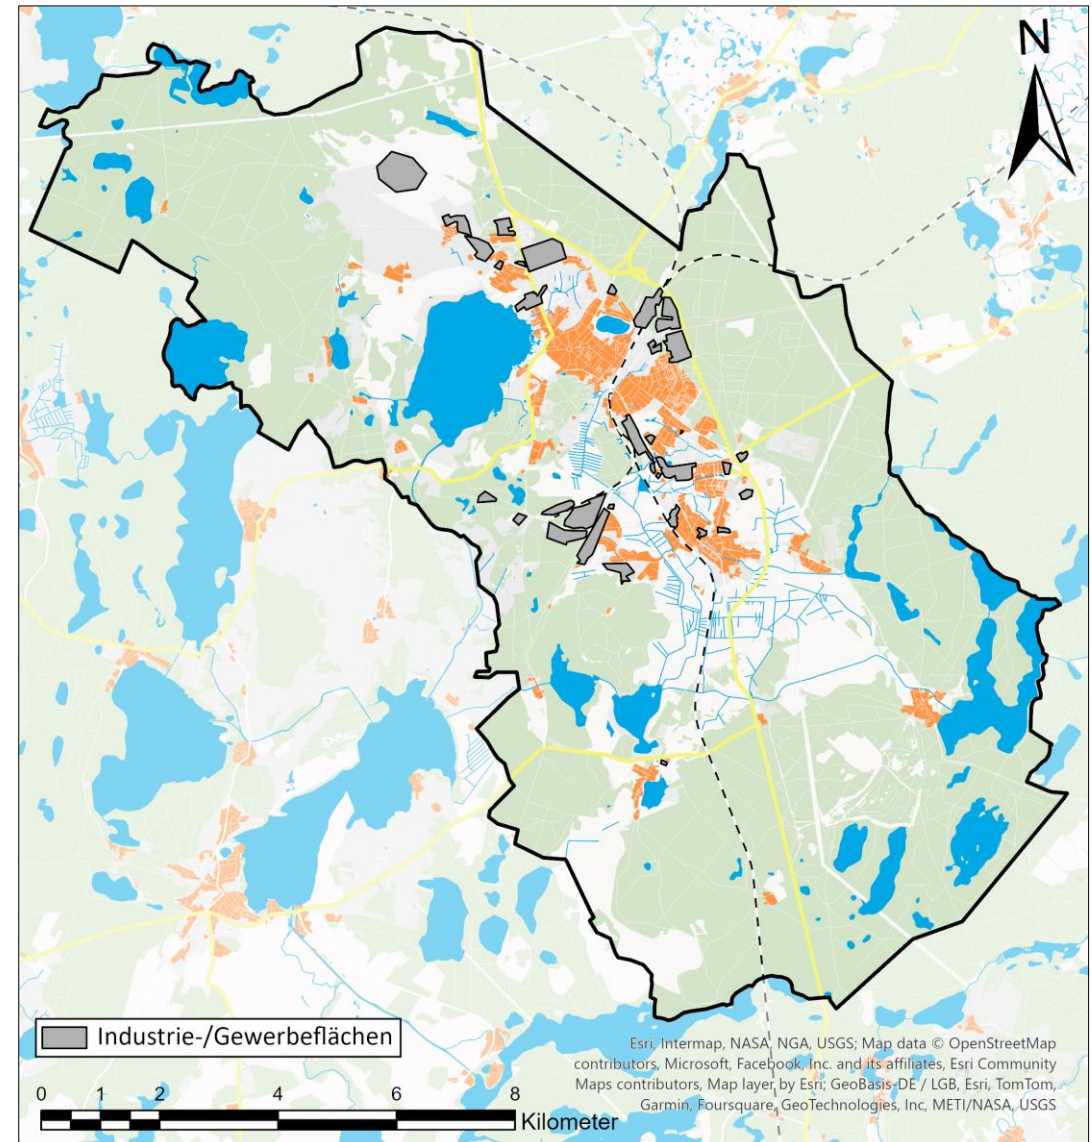 N
Industrie-/Gewerbeflächen
Esri, Intermap, NASA, NGA, USGS; Map data © OpenStreetMap
contributors, Microsoft, Facebook, Inc. and its affiliates, Esri Community
Maps contributors, Map layer by Esri; GeoBasis-DE / LGB, Esri, TomTom,
Garmin, Foursquare, GeoTechnologies, Inc, METI/NASA, USGS
0 1 2 4 6 8
Kilometer